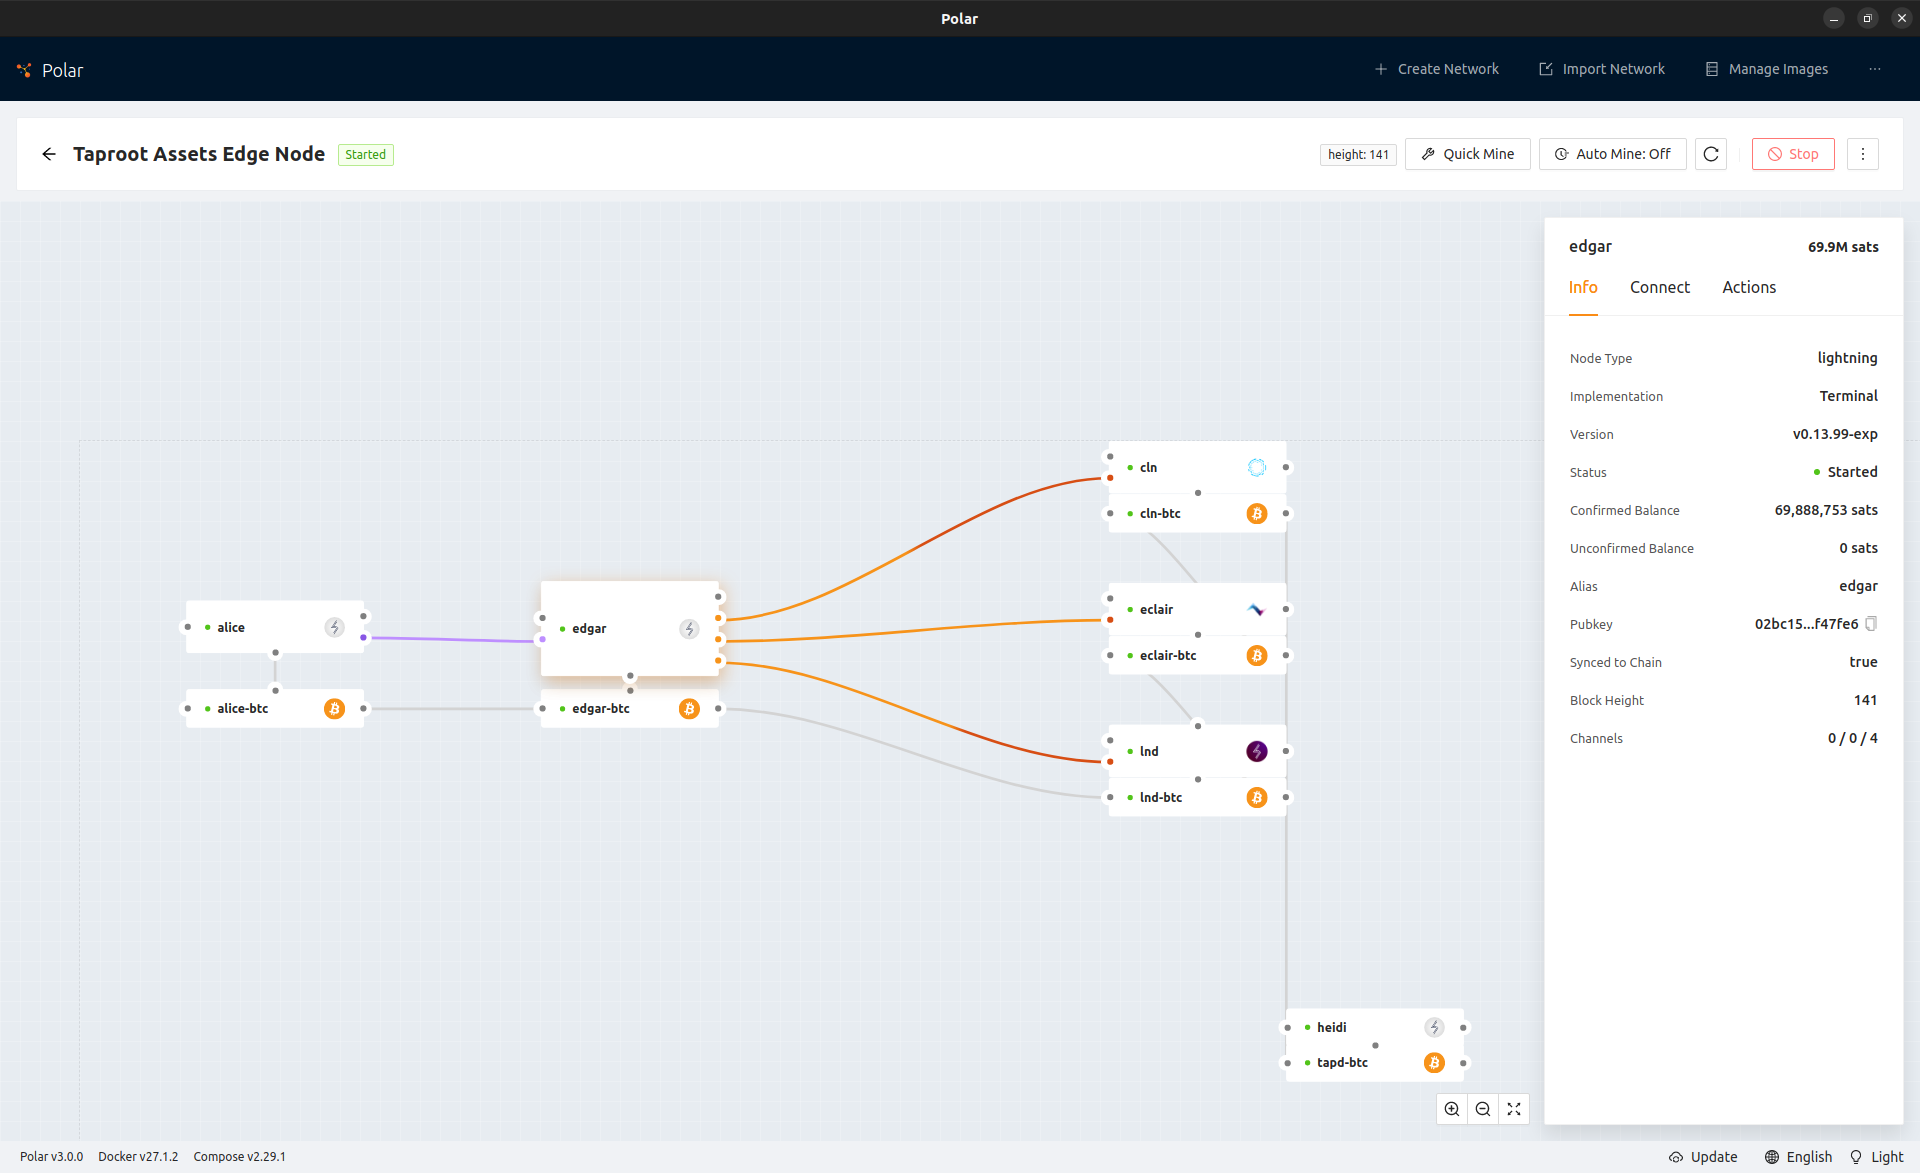 Polar
Polar
Create Network
Import Network
Manage Images
Taproot Assets Edge Node
Started
height: 141
Quick Mine
Auto Mine: Off
Stop
edgar
69.9M sats
Info
Connect
Actions
Node Type
lightning
Implementation
Terminal
Version
v0.13.99-exp
Status
Started
Confirmed Balance
69,888,753 sats
Unconfirmed Balance
0 sats
Alias
edgar
Pubkey
02bc15...f47fe6
Synced to Chain
true
Block Height
141
Channels
0 / 0 / 4
cln
cln-btc
eclair
eclair-btc
alice
edgar
alice-btc
edgar-btc
lnd
lnd-btc
heidi
tapd-btc
Polar v3.0.0
Docker v27.1.2
Compose v2.29.1
Update
English
Light